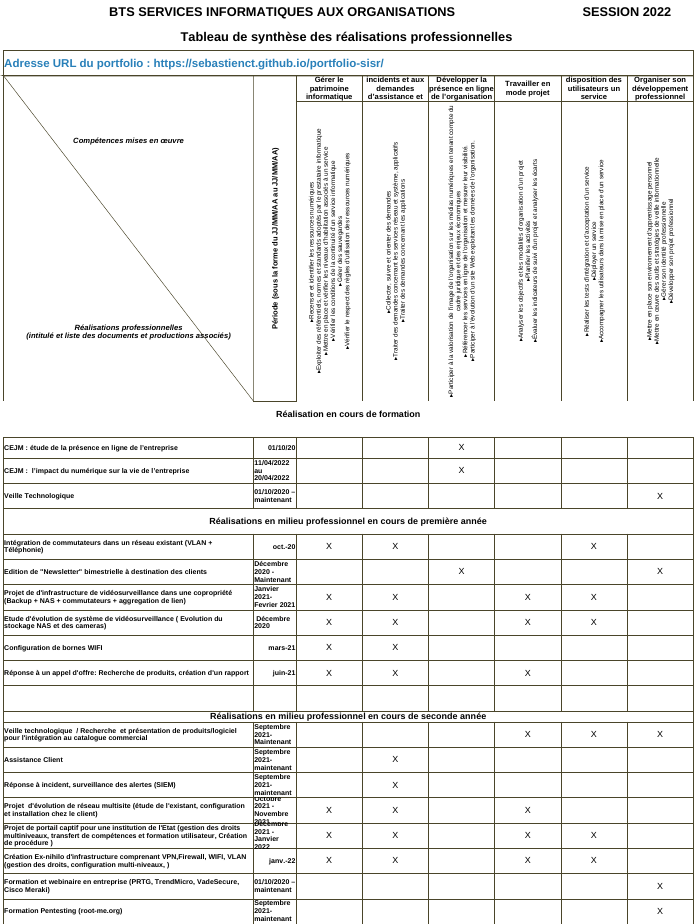 BTS SERVICES INFORMATIQUES AUX ORGANISATIONS SESSION 2022
Tableau de synthèse des réalisations professionnelles
Adresse URL du portfolio : https://sebastienct.github.io/portfolio-sisr/
Compétences mises en œuvre
Réalisations professionnelles
(intitulé et liste des documents et productions associés)
Période (sous la forme du JJ/MM/AA au JJ/MM/AA)
Gérer le
patrimoine
informatique
incidents et aux
demandes
d'assistance et
Développer la
présence en ligne
de l'organisation
Travailler en
mode projet
disposition des
utilisateurs un
service
Organiser son
développement
professionnel
▸Recenser et identifier les ressources numériques
▸Exploiter des référentiels, normes et standards adoptés par le prestataire informatique
▸Mettre en place et vérifier les niveaux d'habilitation associés à un service
▸Vérifier les conditions de la continuité d'un service informatique
▸Gérer des sauvegardes
▸Vérifier le respect des règles d'utilisation des ressources numériques
▸Collecter, suivre et orienter des demandes
▸Traiter des demandes concernant les services réseau et système, applicatifs
▸Traiter des demandes concernant les applications
▸Participer à la valorisation de l'image de l'organisation sur les médias numériques en tenant compte du
cadre juridique et des enjeux économiques
▸Référencer les services en ligne de l'organisation et mesurer leur visibilité.
▸Participer à l'évolution d'un site Web exploitant les données de l'organisation.
▸Analyser les objectifs et les modalités d'organisation d'un projet
▸Planifier les activités
▸Évaluer les indicateurs de suivi d'un projet et analyser les écarts
▸Réaliser les tests d'intégration et d'acceptation d'un service
▸Déployer un service
▸Accompagner les utilisateurs dans la mise en place d'un service
▸Mettre en place son environnement d'apprentissage personnel
▸Mettre en œuvre des outils et stratégies de veille informationnelle
▸Gérer son identité professionnelle
▸Développer son projet professionnel
Réalisation en cours de formation
CEJM : étude de la présence en ligne de l'entreprise 01/10/20 X
CEJM : l'impact du numérique sur la vie de l'entreprise 11/04/2022 au 20/04/2022 X
Veille Technologique 01/10/2020 – maintenant X
Réalisations en milieu professionnel en cours de première année
Intégration de commutateurs dans un réseau existant (VLAN + Téléphonie) oct.-20 X X X
Edition de "Newsletter" bimestrielle à destination des clients Décembre 2020 - Maintenant X X
Projet de d'infrastructure de vidéosurveillance dans une copropriété (Backup + NAS + commutateurs + aggregation de lien) Janvier 2021- Fevrier 2021 X X X X
Etude d'évolution de système de vidéosurveillance ( Evolution du stockage NAS et des cameras) Décembre 2020 X X X X
Configuration de bornes WIFI mars-21 X X
Réponse à un appel d'offre: Recherche de produits, création d'un rapport juin-21 X X X
Réalisations en milieu professionnel en cours de seconde année
Veille technologique / Recherche et présentation de produits/logiciel pour l'intégration au catalogue commercial Septembre 2021- Maintenant X X X
Assistance Client Septembre 2021- maintenant X
Réponse à incident, surveillance des alertes (SIEM) Septembre 2021- maintenant X
Projet d'évolution de réseau multisite (étude de l'existant, configuration et installation chez le client) Octobre 2021 - Novembre 2021 X X X
Projet de portail captif pour une institution de l'Etat (gestion des droits multiniveaux, transfert de compétences et formation utilisateur, Création de procédure ) Décembre 2021 - Janvier 2022 X X X X
Création Ex-nihilo d'infrastructure comprenant VPN,Firewall, WIFI, VLAN (gestion des droits, configuration multi-niveaux, ) janv.-22 X X X X
Formation et webinaire en entreprise (PRTG, TrendMicro, VadeSecure, Cisco Meraki) 01/10/2020 – maintenant X
Formation Pentesting (root-me.org) Septembre 2021- maintenant X